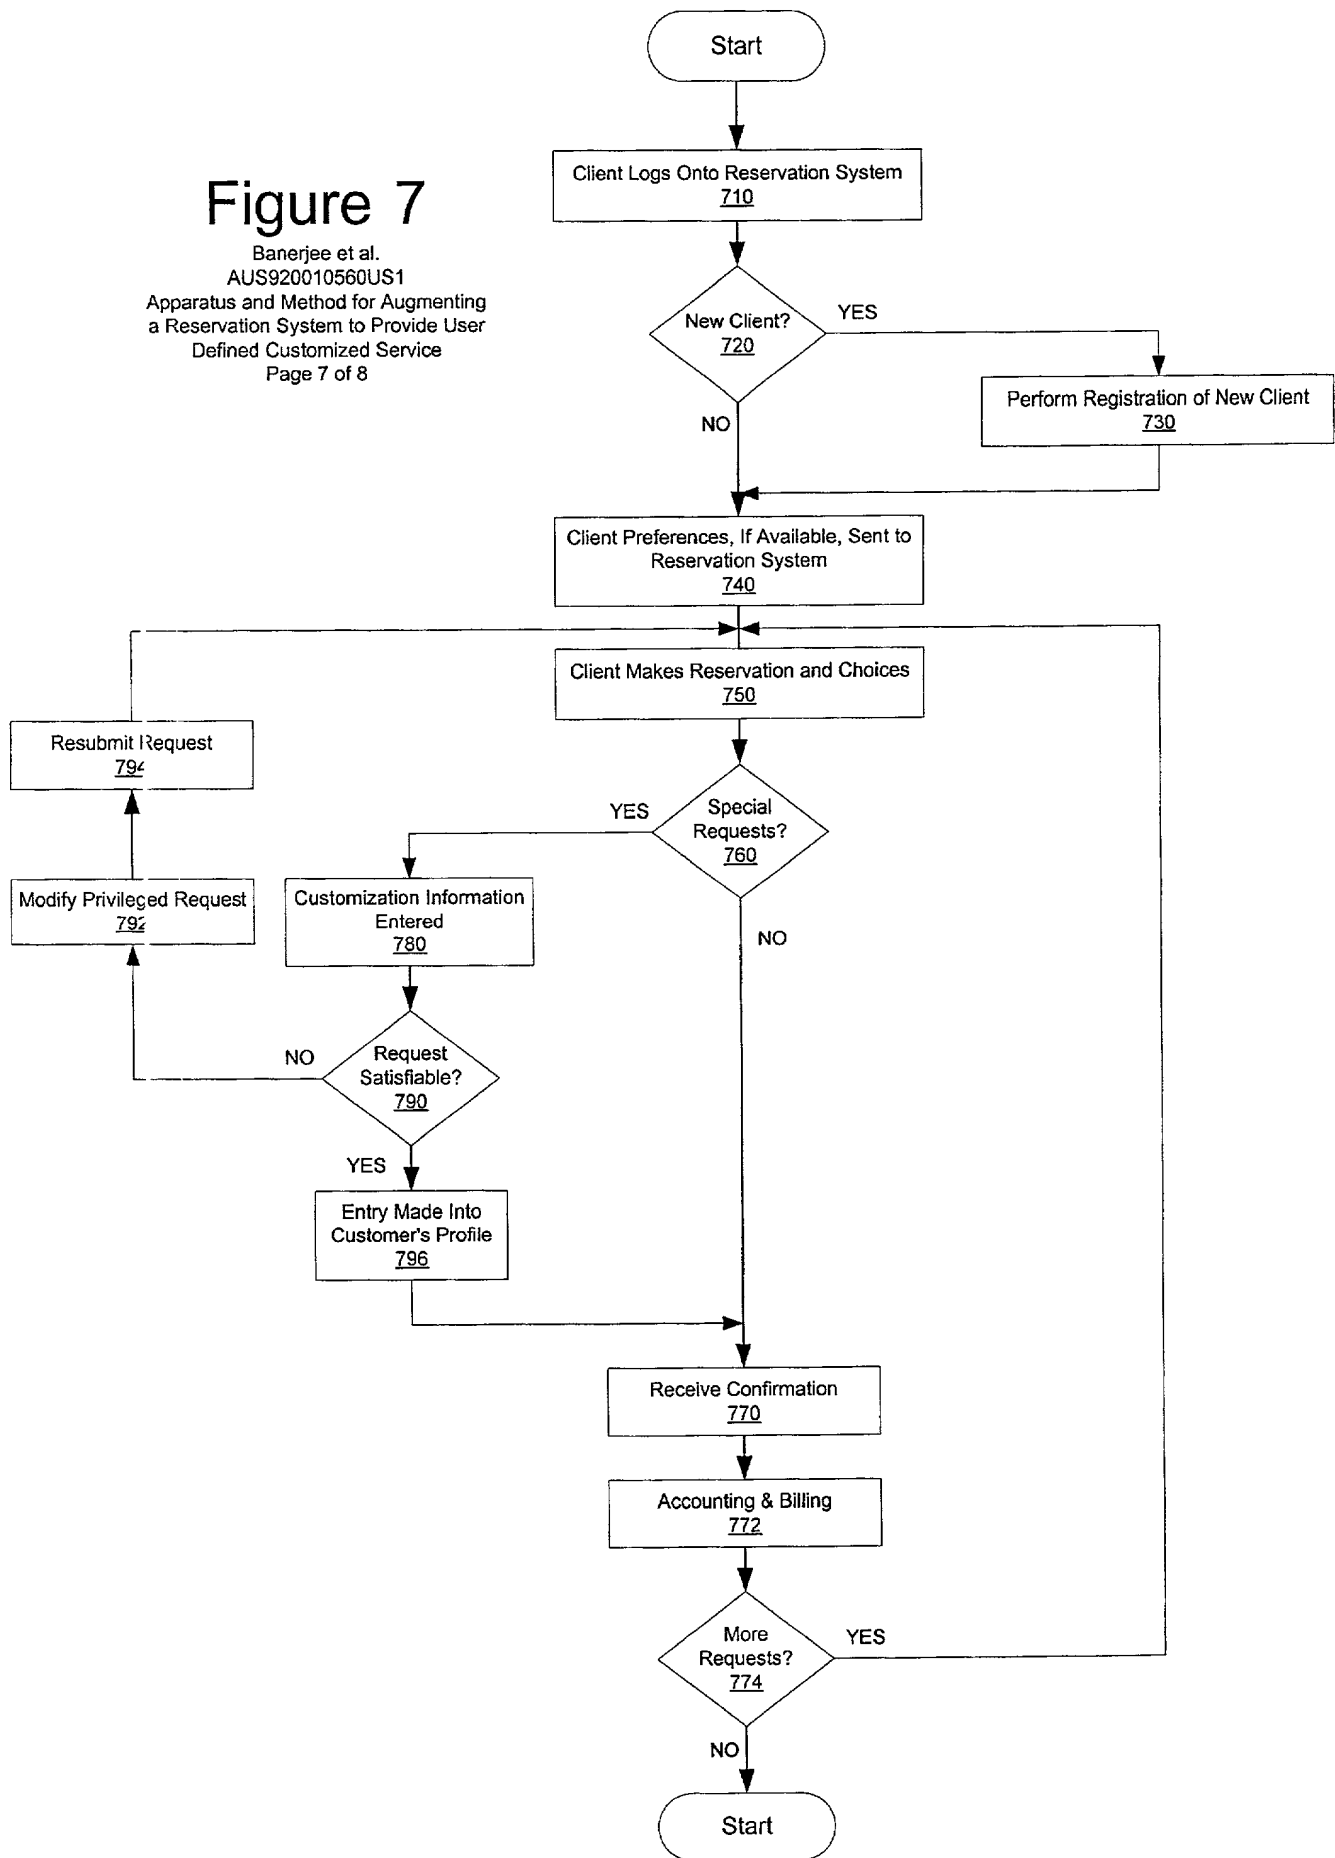 Start
Client Logs Onto Reservation System
710
Figure 7
Banerjee et al.
AUS920010560US1
Apparatus and Method for Augmenting
a Reservation System to Provide User
Defined Customized Service
Page 7 of 8
New Client?
720
YES
NO
Perform Registration of New Client
730
Client Preferences, If Available, Sent to
Reservation System
740
Client Makes Reservation and Choices
750
Resubmit Request
794
Special
Requests?
760
YES
NO
Modify Privileged Request
792
Customization Information
Entered
780
Request
Satisfiable?
790
NO
YES
Entry Made Into
Customer's Profile
796
Receive Confirmation
770
Accounting & Billing
772
More
Requests?
774
YES
NO
Start